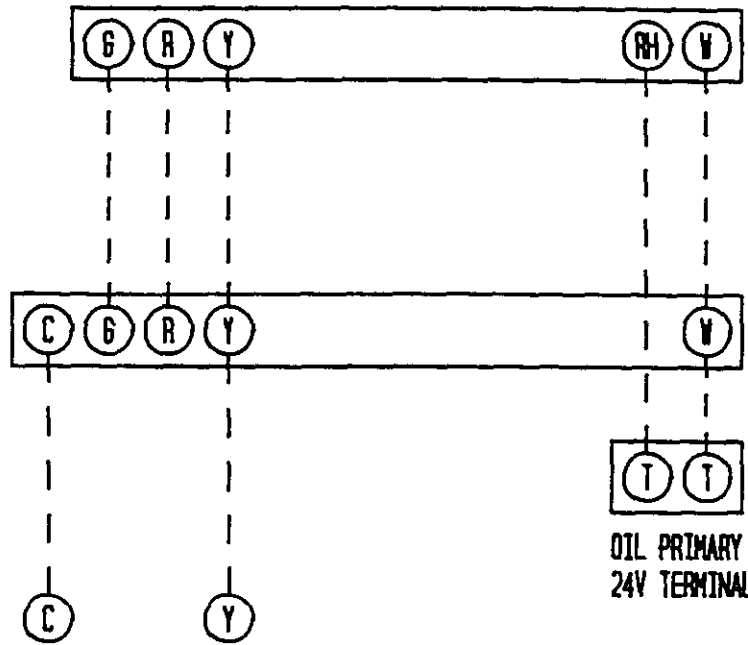 G R Y RH W
C G R Y W
T T
OIL PRIMARY
24V TERMINAL
C Y